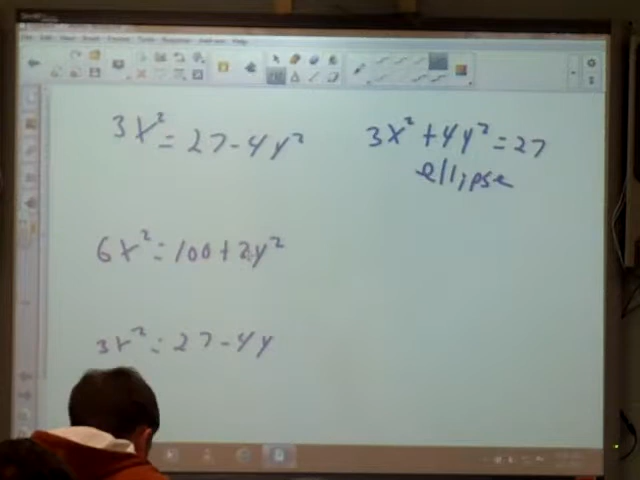 3x² = 27 - 4y²
3x² + 4y² = 27
ellipse
6x² = 100 + 2y²
3x² = 27 - 4y